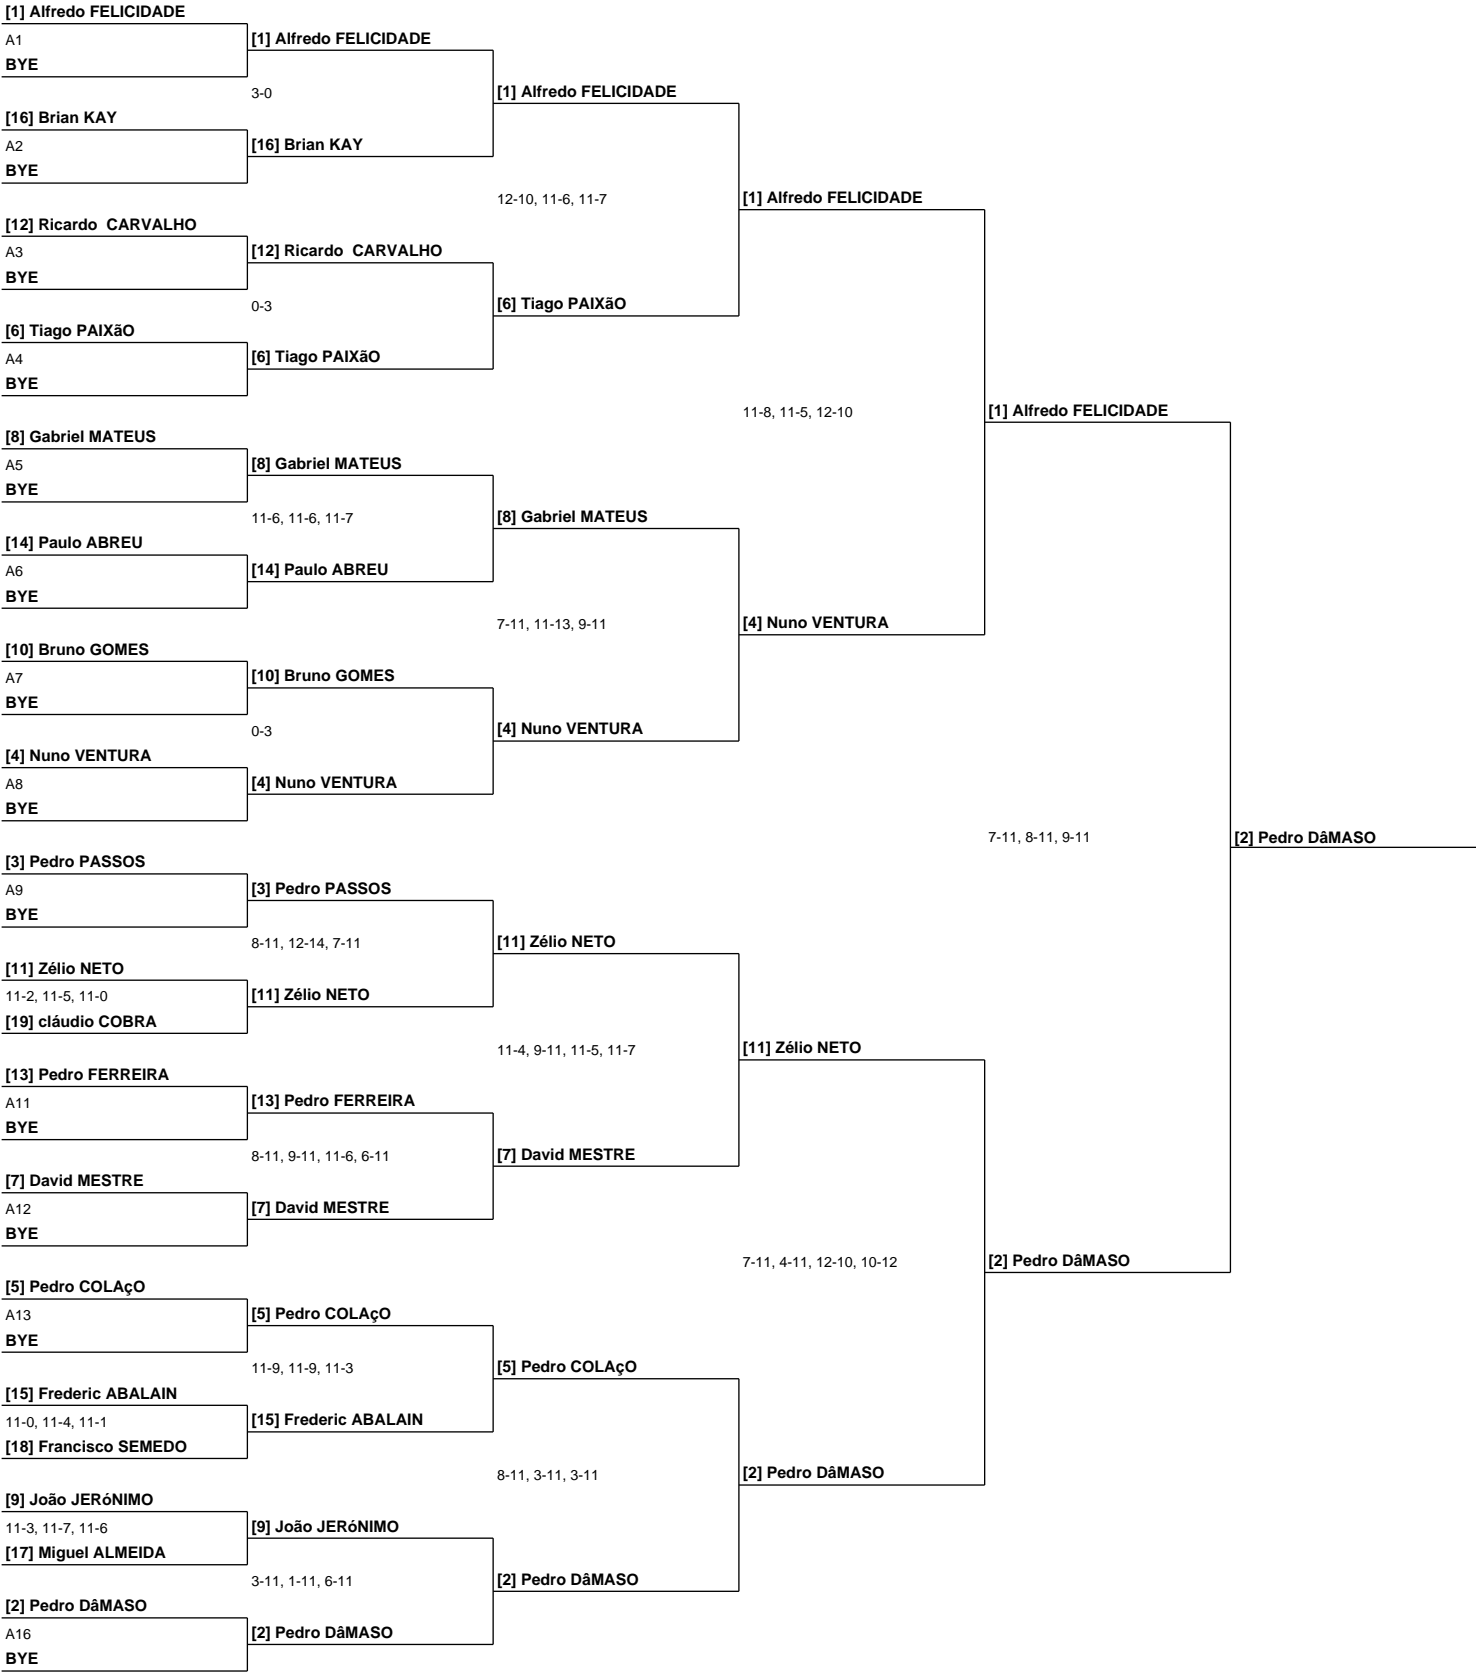 [1] Alfredo FELICIDADE
A1
BYE
[1] Alfredo FELICIDADE
3-0
[1] Alfredo FELICIDADE
[16] Brian KAY
A2
BYE
[16] Brian KAY
12-10, 11-6, 11-7
[1] Alfredo FELICIDADE
[12] Ricardo  CARVALHO
A3
BYE
[12] Ricardo  CARVALHO
0-3
[6] Tiago PAIXãO
[6] Tiago PAIXãO
A4
BYE
[6] Tiago PAIXãO
11-8, 11-5, 12-10
[1] Alfredo FELICIDADE
[8] Gabriel MATEUS
A5
BYE
[8] Gabriel MATEUS
11-6, 11-6, 11-7
[8] Gabriel MATEUS
[14] Paulo ABREU
A6
BYE
[14] Paulo ABREU
7-11, 11-13, 9-11
[4] Nuno VENTURA
[10] Bruno GOMES
A7
BYE
[10] Bruno GOMES
0-3
[4] Nuno VENTURA
[4] Nuno VENTURA
A8
BYE
[4] Nuno VENTURA
7-11, 8-11, 9-11
[2] Pedro DâMASO
[3] Pedro PASSOS
A9
BYE
[3] Pedro PASSOS
8-11, 12-14, 7-11
[11] Zélio NETO
[11] Zélio NETO
11-2, 11-5, 11-0
[19] cláudio COBRA
[11] Zélio NETO
11-4, 9-11, 11-5, 11-7
[11] Zélio NETO
[13] Pedro FERREIRA
A11
BYE
[13] Pedro FERREIRA
8-11, 9-11, 11-6, 6-11
[7] David MESTRE
[7] David MESTRE
A12
BYE
[7] David MESTRE
7-11, 4-11, 12-10, 10-12
[2] Pedro DâMASO
[5] Pedro COLAçO
A13
BYE
[5] Pedro COLAçO
11-9, 11-9, 11-3
[5] Pedro COLAçO
[15] Frederic ABALAIN
11-0, 11-4, 11-1
[18] Francisco SEMEDO
[15] Frederic ABALAIN
8-11, 3-11, 3-11
[2] Pedro DâMASO
[9] João JERóNIMO
11-3, 11-7, 11-6
[17] Miguel ALMEIDA
[9] João JERóNIMO
3-11, 1-11, 6-11
[2] Pedro DâMASO
[2] Pedro DâMASO
A16
BYE
[2] Pedro DâMASO